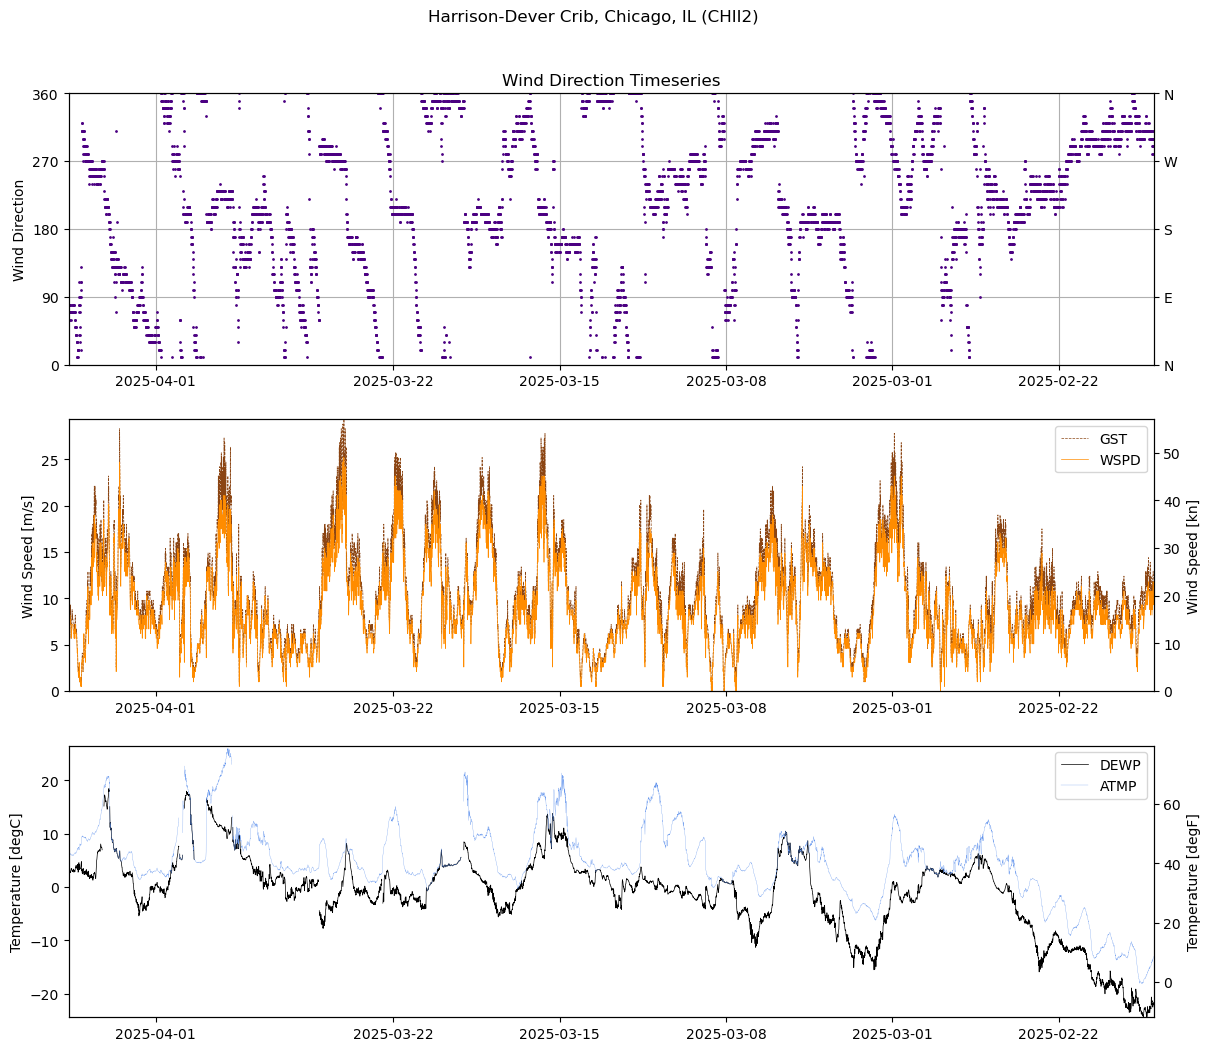 Harrison-Dever Crib, Chicago, IL (CHII2)
Wind Direction Timeseries
360
270
180
90
0
Wind Direction
N
W
S
E
N
2025-04-01
2025-03-22
2025-03-15
2025-03-08
2025-03-01
2025-02-22
25
20
15
10
5
0
Wind Speed [m/s]
GST
WSPD
50
40
30
20
10
0
Wind Speed [kn]
2025-04-01
2025-03-22
2025-03-15
2025-03-08
2025-03-01
2025-02-22
20
10
0
−10
−20
Temperature [degC]
DEWP
ATMP
60
40
20
0
Temperature [degF]
2025-04-01
2025-03-22
2025-03-15
2025-03-08
2025-03-01
2025-02-22